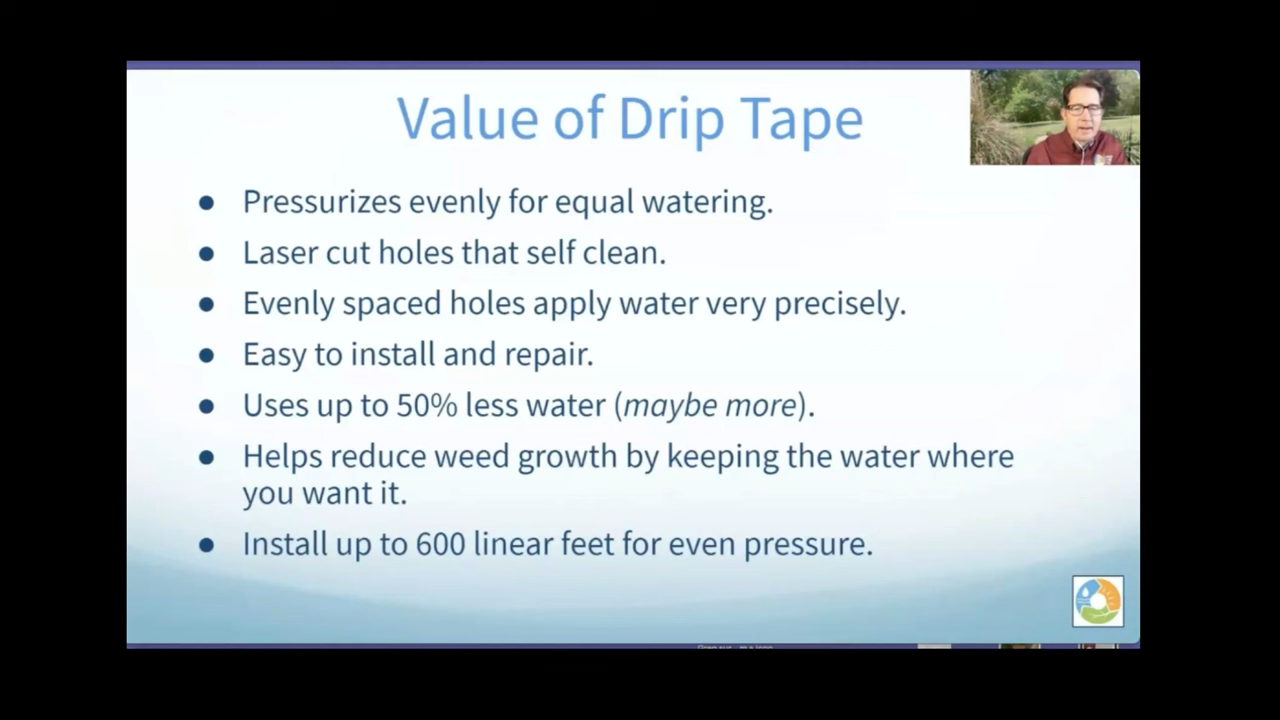 Value of Drip Tape
● Pressurizes evenly for equal watering.
● Laser cut holes that self clean.
● Evenly spaced holes apply water very precisely.
● Easy to install and repair.
● Uses up to 50% less water (maybe more).
● Helps reduce weed growth by keeping the water where
you want it.
● Install up to 600 linear feet for even pressure.